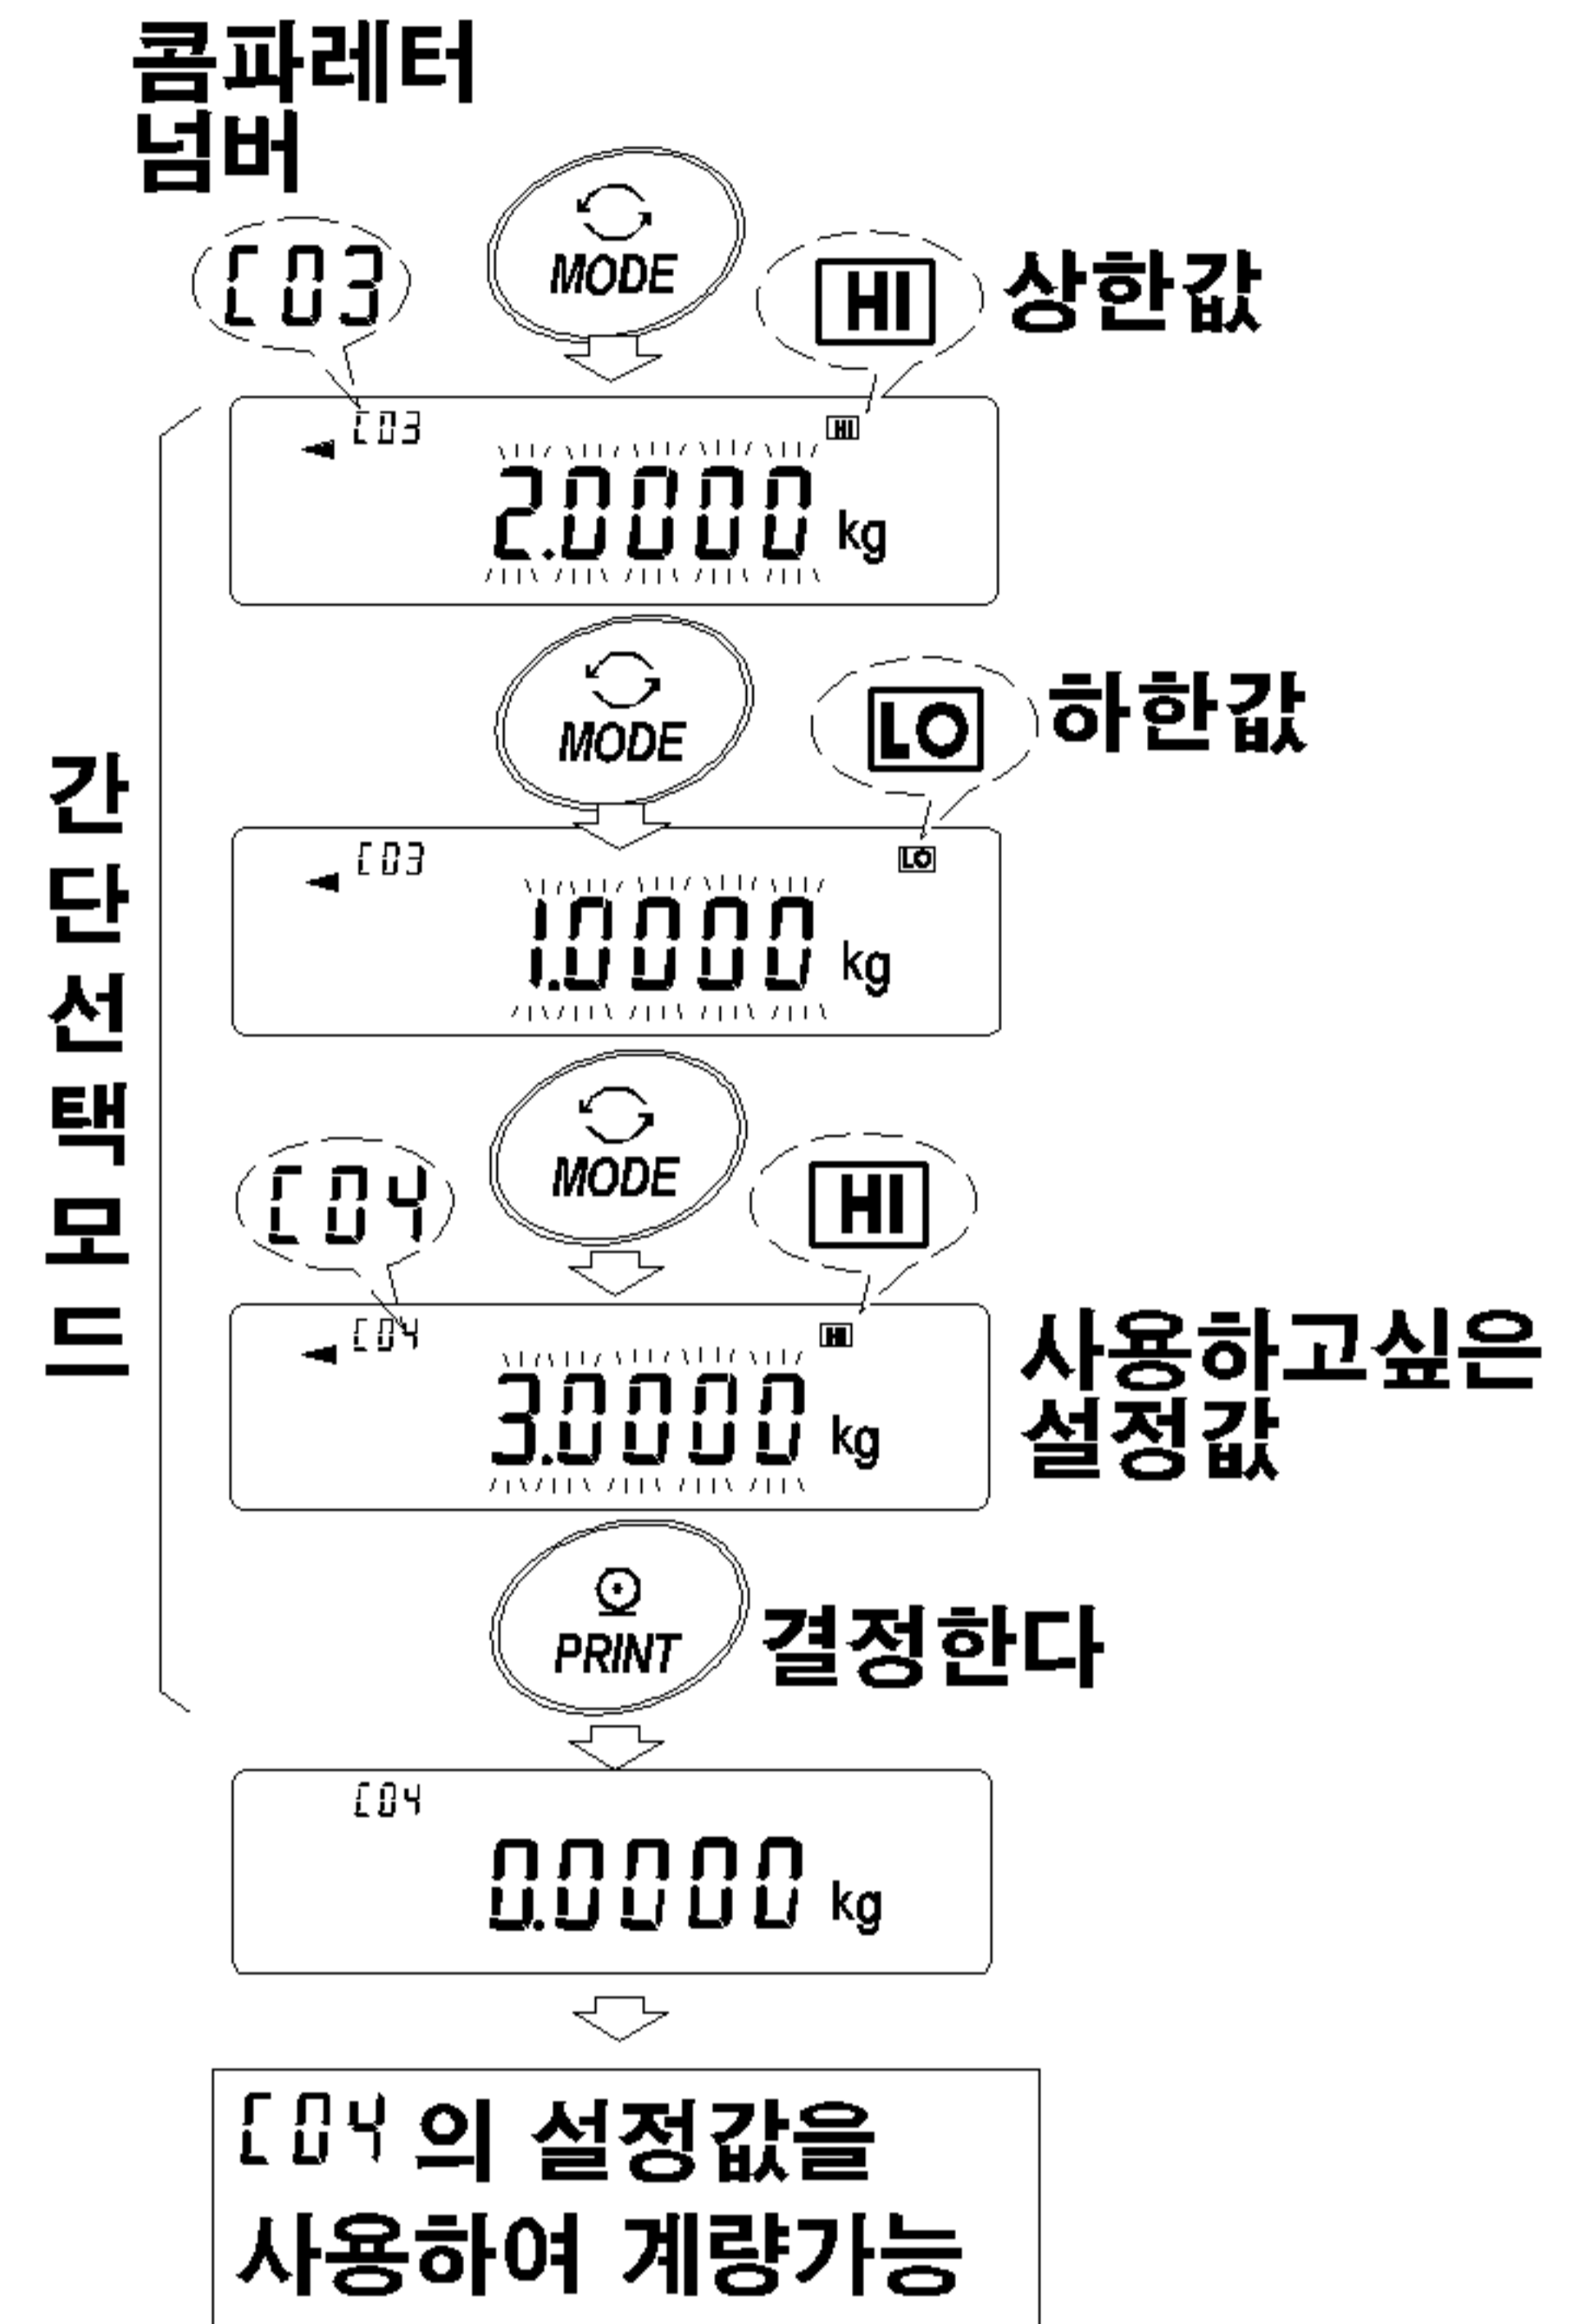 콤파레터
넘버
C03
MODE
HI 상한값
C03
HI
2.0000 kg
MODE
LO 하한값
C03
LO
1.0000 kg
간단선택모드
MODE
C04
HI
C04
HI
3.0000 kg
사용하고싶은
설정값
PRINT
결정한다
C04
0.0000 kg
C04 의 설정값을
사용하여 계량가능